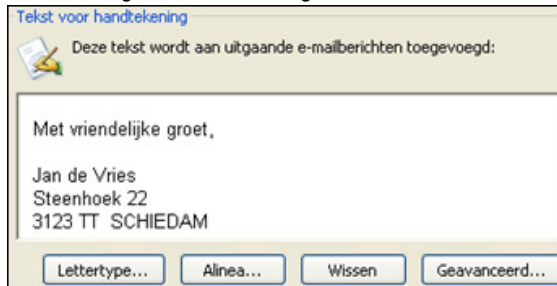 Tekst voor handtekening
Deze tekst wordt aan uitgaande e-mailberichten toegevoegd:
Met vriendelijke groet,
Jan de Vries
Steenhoek 22
3123 TT SCHIEDAM
Lettertype... Alinea... Wissen Geavanceerd...